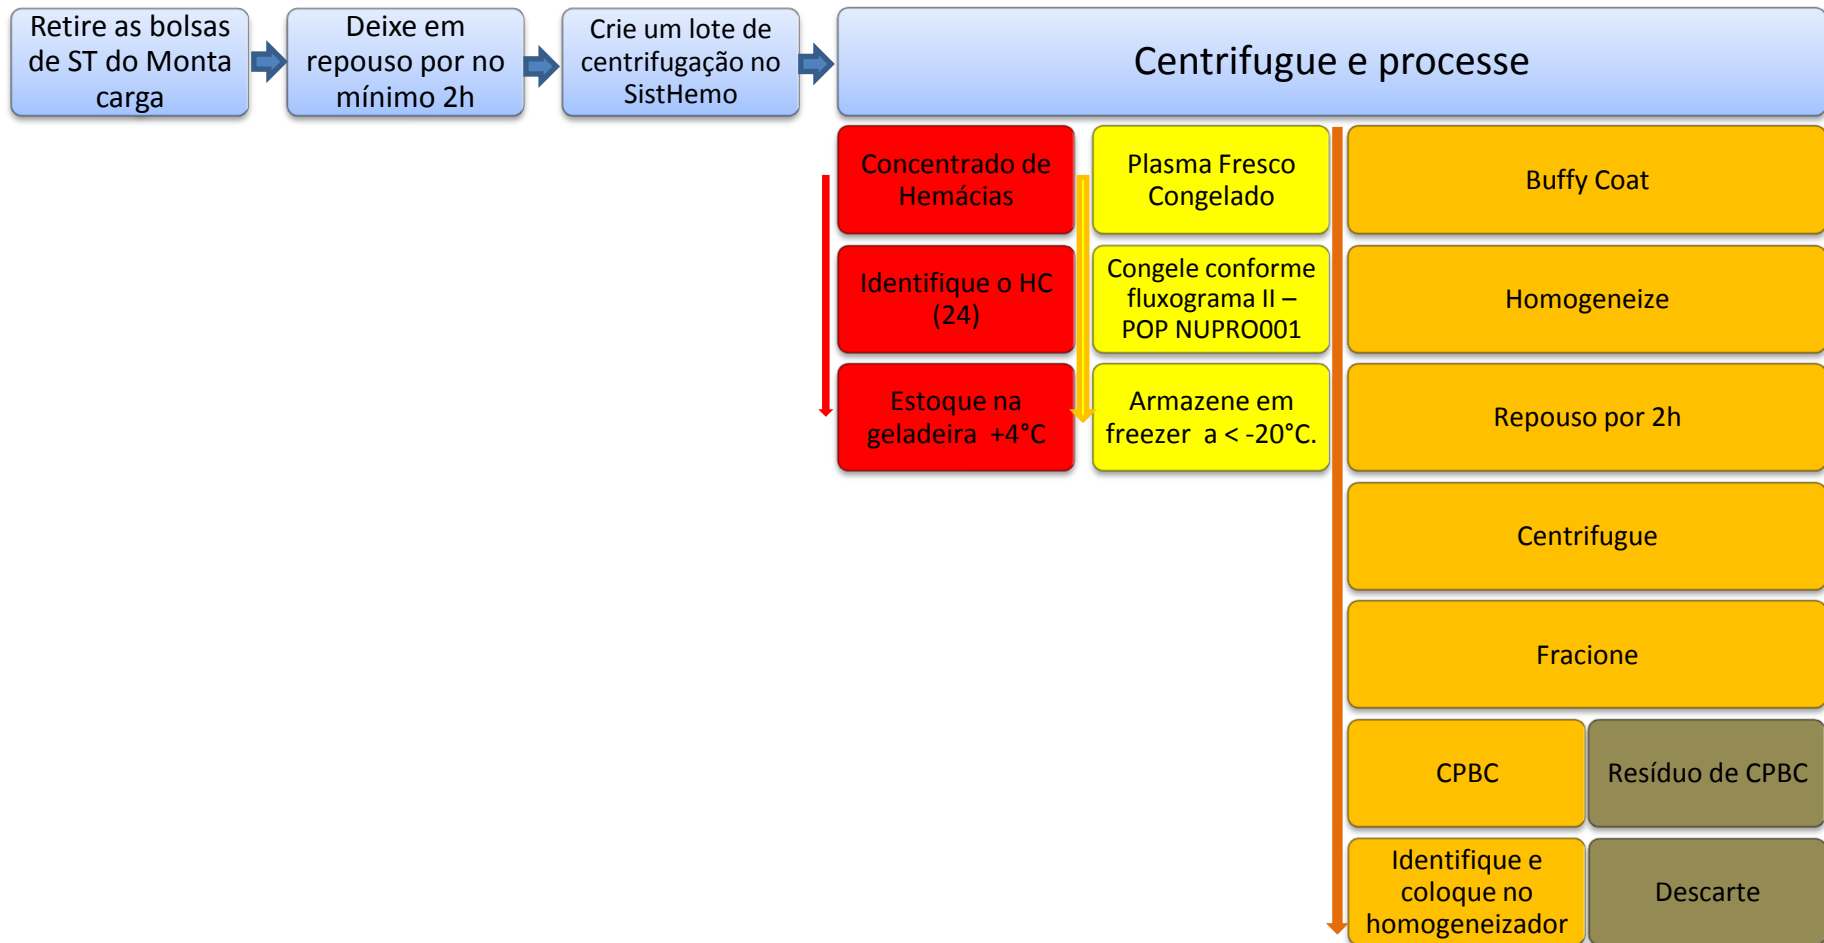 Retire as bolsas
de ST do Monta
carga
Deixe em
repouso por no
mínimo 2h
Crie um lote de
centrifugação no
SistHemo
Centrifugue e processe
Concentrado de
Hemácias
Identifique o HC
(24)
Estoque na
geladeira +4°C
Plasma Fresco
Congelado
Congele conforme
fluxograma II –
POP NUPRO001
Armazene em
freezer a < -20°C.
Buffy Coat
Homogeneize
Repouso por 2h
Centrifugue
Fracione
CPBC
Identifique e
coloque no
homogeneizador
Resíduo de CPBC
Descarte